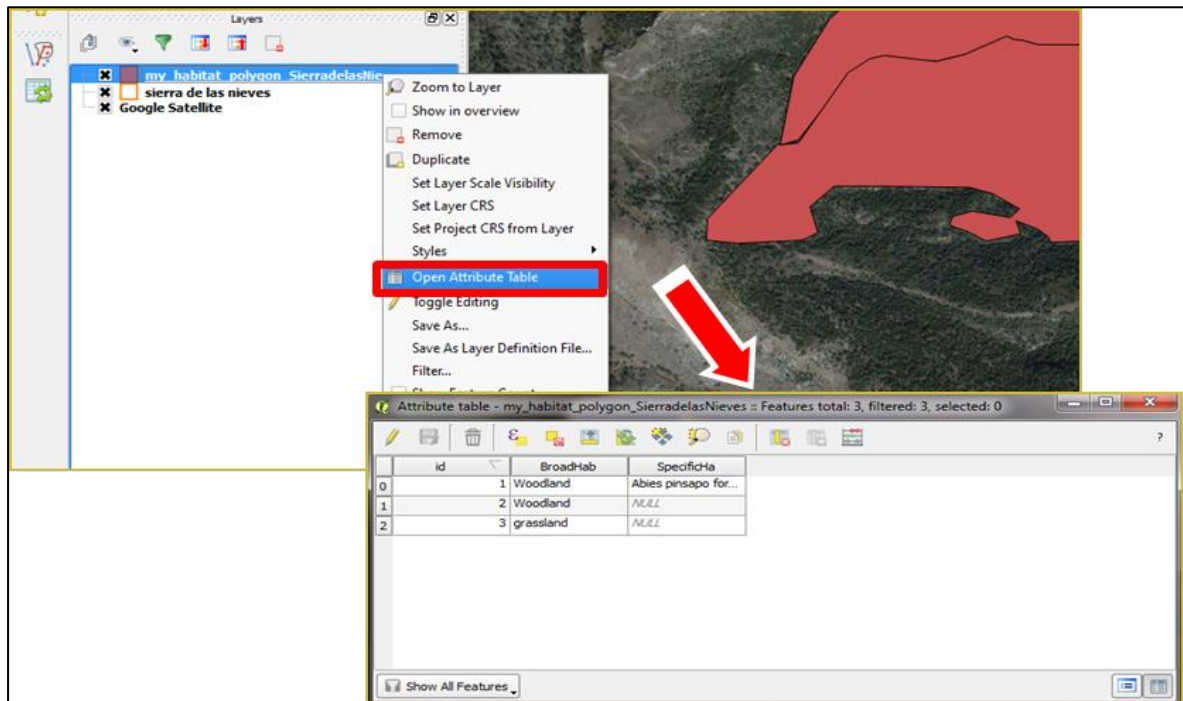 Layers
my_habitat_polygon_SierradelasNie
sierra de las nieves
Google Satellite
Zoom to Layer
Show in overview
Remove
Duplicate
Set Layer Scale Visibility
Set Layer CRS
Set Project CRS from Layer
Styles
Open Attribute Table
Toggle Editing
Save As...
Save As Layer Definition File...
Filter...
Attribute table - my_habitat_polygon_SierradelasNieves :: Features total: 3, filtered: 3, selected: 0
?
id BroadHab SpecificHa
0 1 Woodland Abies pinsapo for...
1 2 Woodland NULL
2 3 grassland NULL
Show All Features